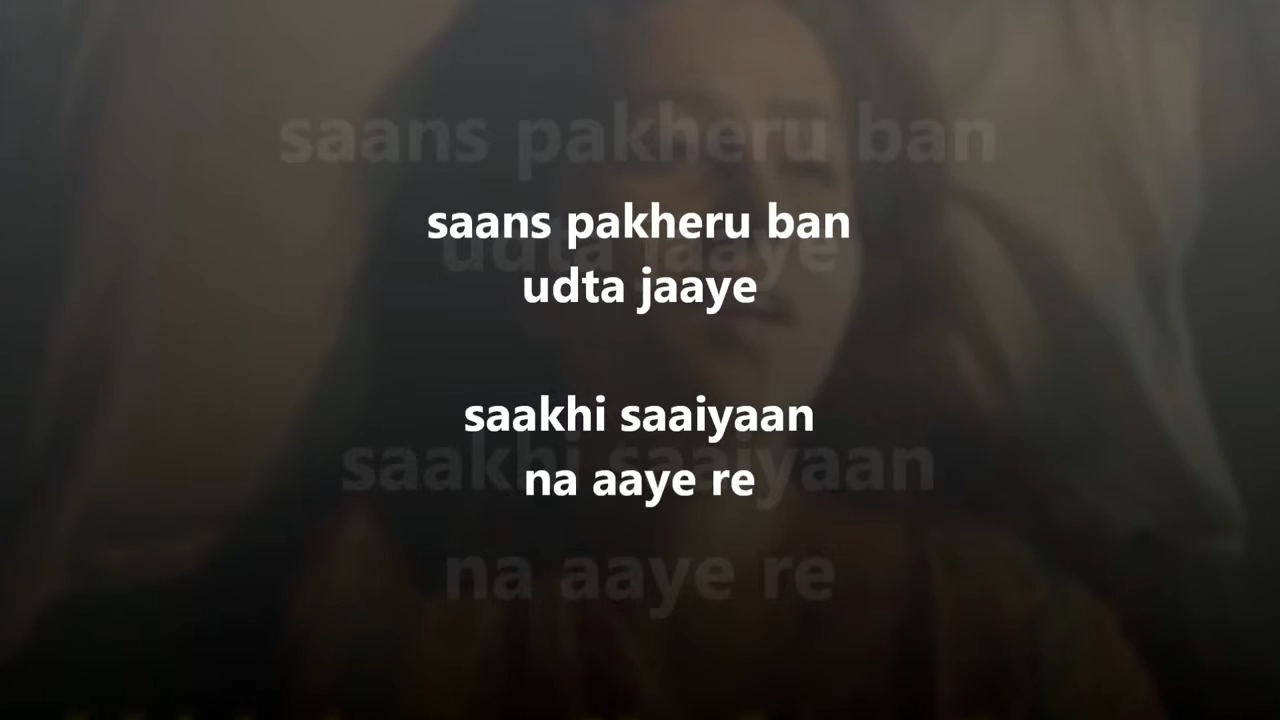 saans pakheru ban
udta jaaye
saakhi saaiyaan
na aaye re